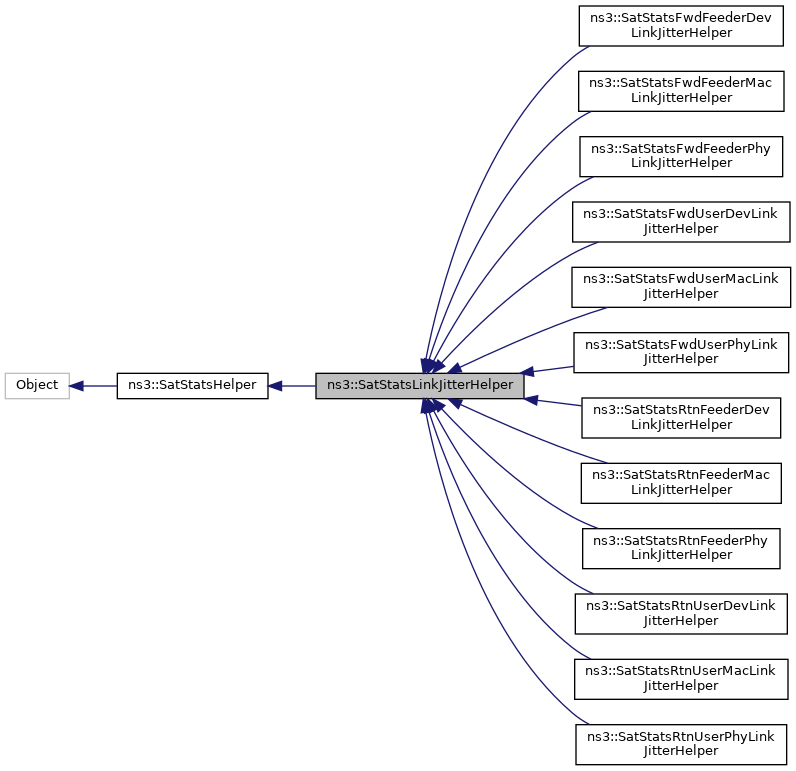 ns3::SatStatsFwdFeederDev
LinkJitterHelper
ns3::SatStatsFwdFeederMac
LinkJitterHelper
ns3::SatStatsFwdFeederPhy
LinkJitterHelper
ns3::SatStatsFwdUserDevLink
JitterHelper
ns3::SatStatsFwdUserMacLink
JitterHelper
ns3::SatStatsFwdUserPhyLink
JitterHelper
Object
ns3::SatStatsHelper
ns3::SatStatsLinkJitterHelper
ns3::SatStatsRtnFeederDev
LinkJitterHelper
ns3::SatStatsRtnFeederMac
LinkJitterHelper
ns3::SatStatsRtnFeederPhy
LinkJitterHelper
ns3::SatStatsRtnUserDevLink
JitterHelper
ns3::SatStatsRtnUserMacLink
JitterHelper
ns3::SatStatsRtnUserPhyLink
JitterHelper